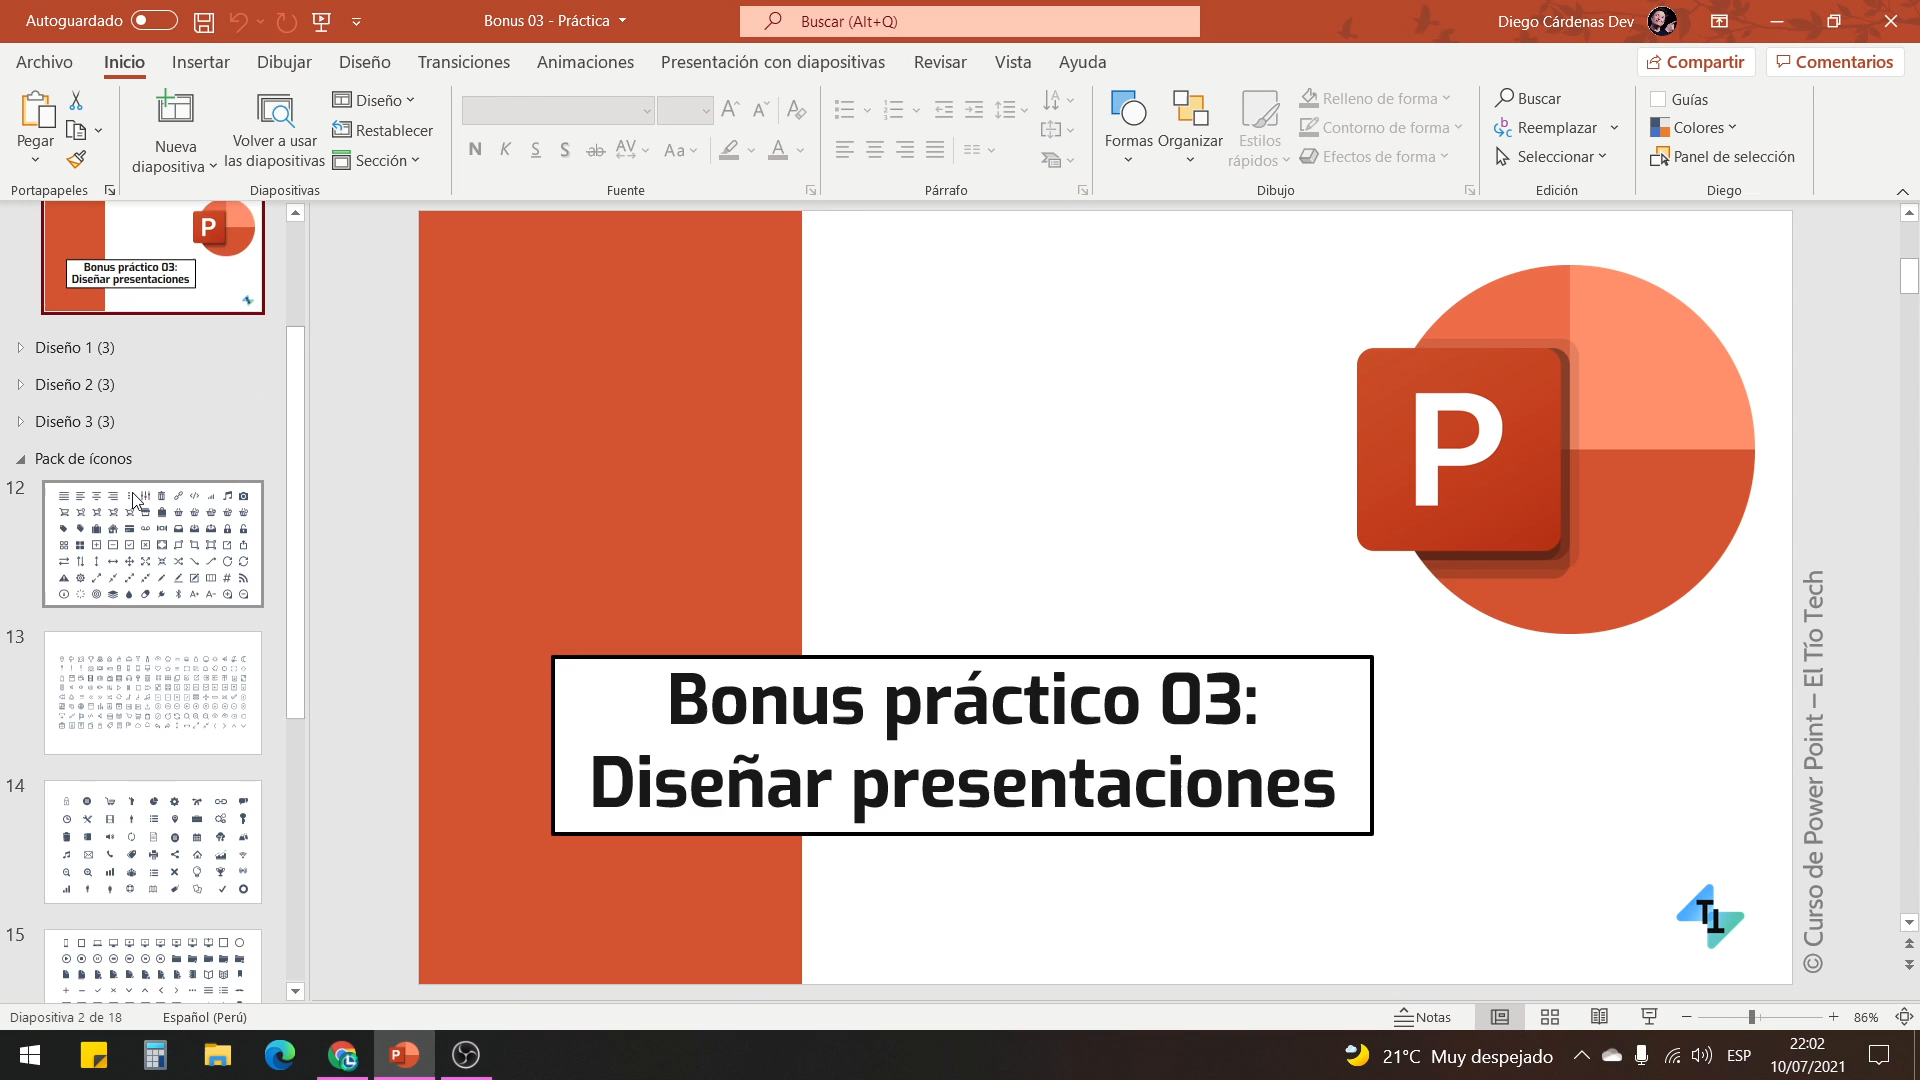 Autoguardado
Bonus 03 - Práctica
Buscar (Alt+Q)
Diego Cárdenas Dev
Archivo
Inicio
Insertar
Dibujar
Diseño
Transiciones
Animaciones
Presentación con diapositivas
Revisar
Vista
Ayuda
Compartir
Comentarios
Pegar
Nueva
diapositiva
Volver a usar
las diapositivas
Diseño
Restablecer
Sección
N K S S ab AV Aa A
Formas
Organizar
Estilos
rápidos
Relleno de forma
Contorno de forma
Efectos de forma
Buscar
Reemplazar
Seleccionar
Guías
Colores
Panel de selección
Portapapeles
Diapositivas
Fuente
Párrafo
Dibujo
Edición
Diego
P
Bonus práctico 03:
Diseñar presentaciones
Diseño 1 (3)
Diseño 2 (3)
Diseño 3 (3)
Pack de íconos
12
13
14
15
P
Bonus práctico 03:
Diseñar presentaciones
© Curso de Power Point – El Tío Tech
Diapositiva 2 de 18
Español (Perú)
Notas
86%
21°C Muy despejado
ESP
22:02
10/07/2021